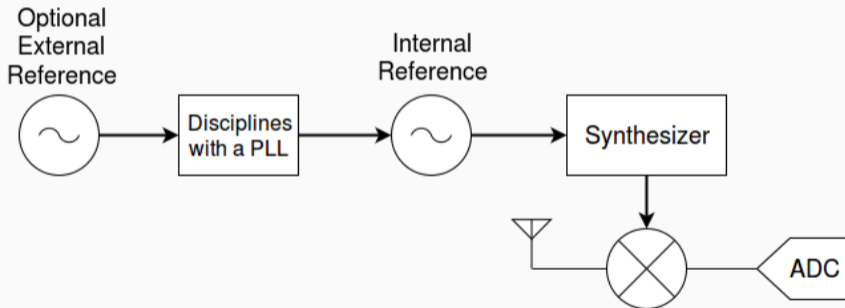 Optional
External
Reference
Internal
Reference
Disciplines
with a PLL
Synthesizer
ADC